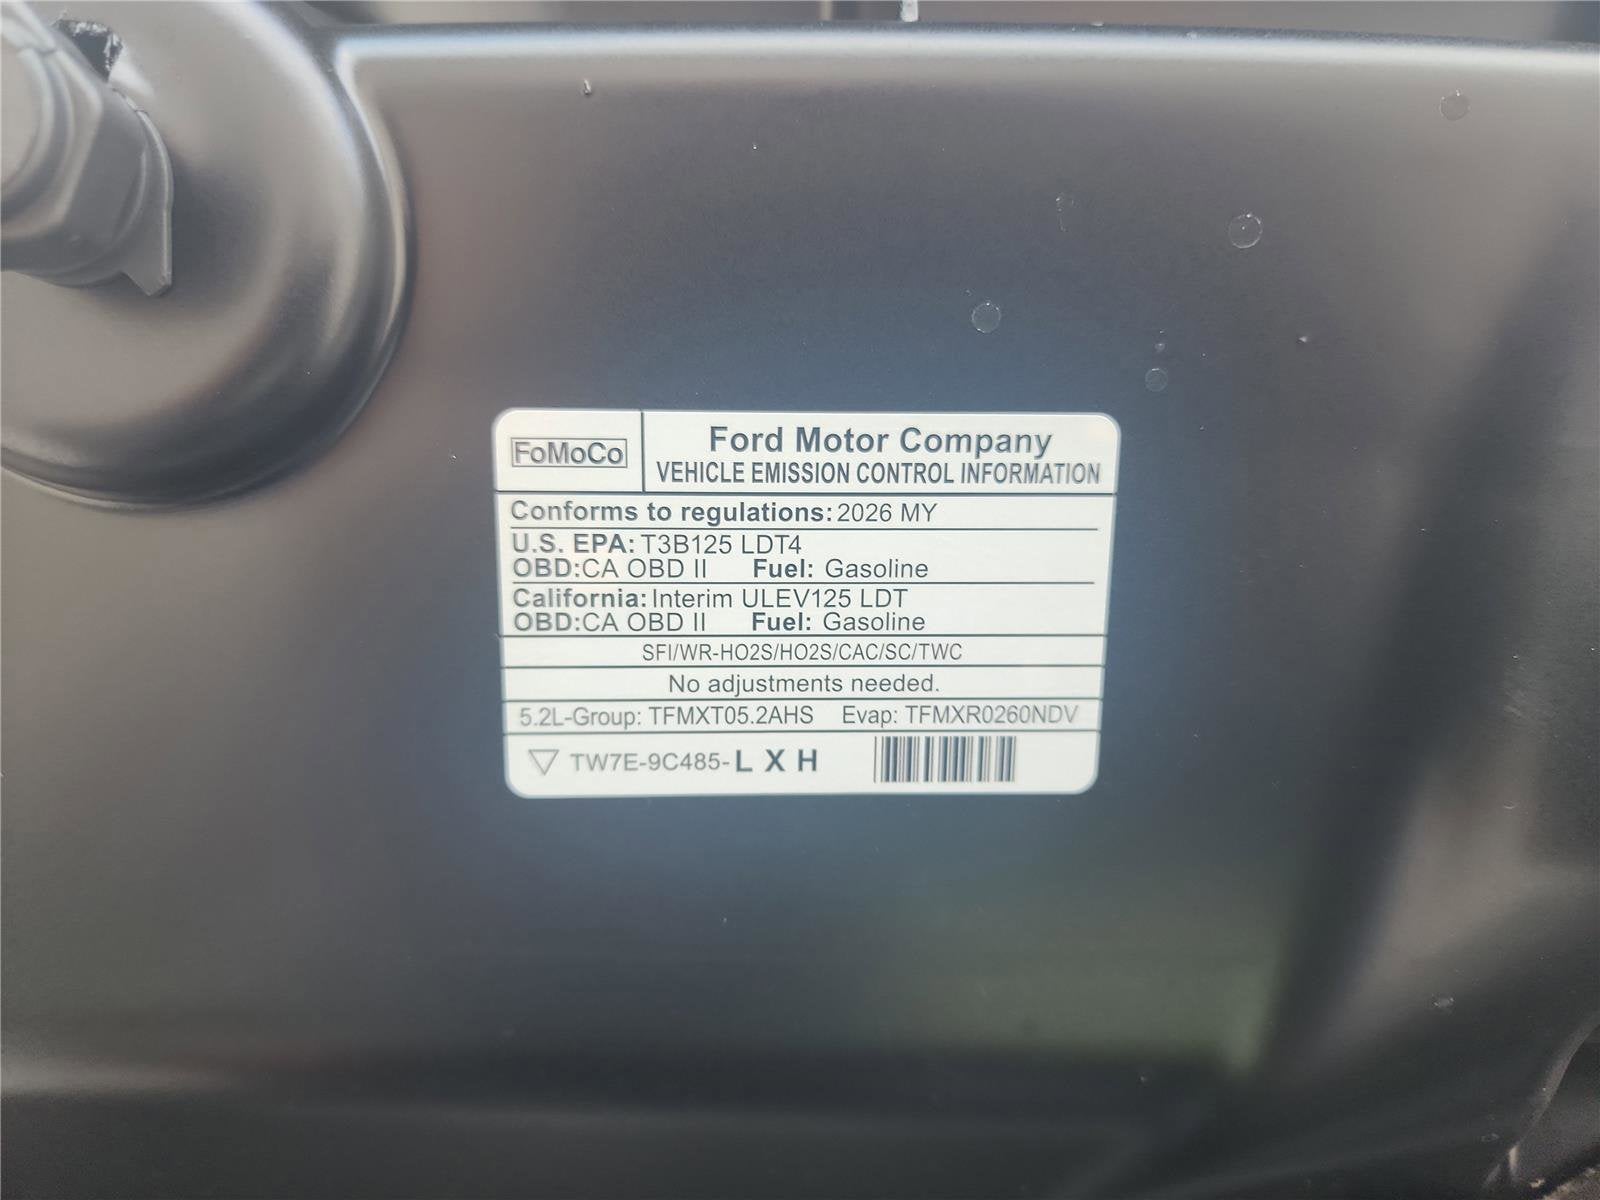 FoMoCo
Ford Motor Company
VEHICLE EMISSION CONTROL INFORMATION
Conforms to regulations: 2026 MY
U.S. EPA: T3B125 LDT4
OBD:CA OBD II Fuel: Gasoline
California: Interim ULEV125 LDT
OBD:CA OBD II Fuel: Gasoline
SFI/WR-HO2S/HO2S/CAC/SC/TWC
No adjustments needed.
5.2L-Group: TFMXT05.2AHS Evap: TFMXR0260NDV
TW7E-9C485-L X H